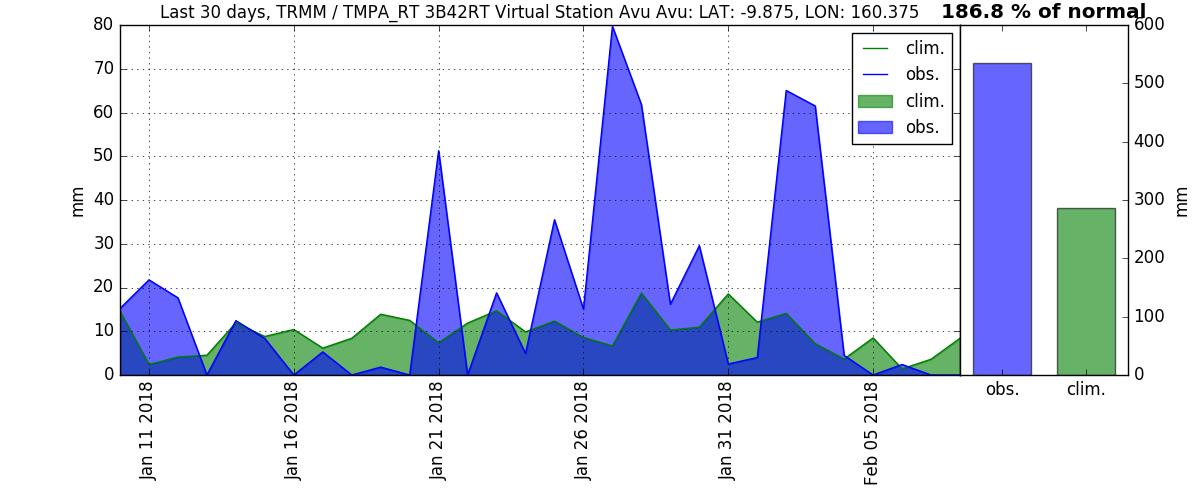 Last 30 days, TRMM / TMPA_RT 3B42RT Virtual Station Avu Avu: LAT: -9.875, LON: 160.375
186.8 % of normal
80
70
60
50
40
30
20
10
0
mm
clim.
obs.
clim.
obs.
Jan 11 2018
Jan 16 2018
Jan 21 2018
Jan 26 2018
Jan 31 2018
Feb 05 2018
600
500
400
300
200
100
0
mm
obs.
clim.